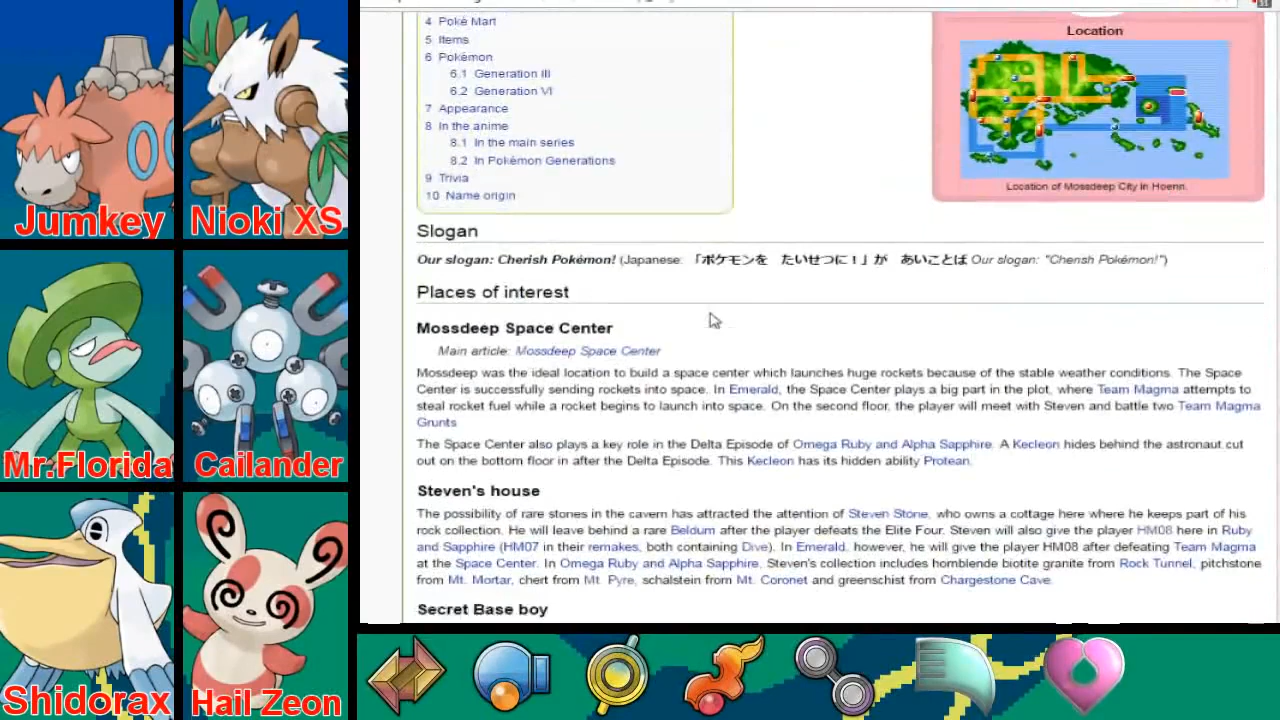 Jumkey
Nioki XS
Mr.Florida
Cailander
Shidorax
Hail Zeon
4 Poké Mart
5 Items
6 Pokémon
6.1 Generation III
6.2 Generation VI
7 Appearance
8 In the anime
8.1 In the main series
8.2 In Pokémon Generations
9 Trivia
10 Name origin
Location
Location of Mossdeep City in Hoenn.
Slogan
Our slogan: Cherish Pokémon! (Japanese: 「ポケモンを たいせつに！」が あいことば Our slogan: "Cherish Pokémon!")
Places of interest
Mossdeep Space Center
Main article: Mossdeep Space Center
Mossdeep was the ideal location to build a space center which launches huge rockets because of the stable weather conditions. The Space
Center is successfully sending rockets into space. In Emerald, the Space Center plays a big part in the plot, where Team Magma attempts to
steal rocket fuel while a rocket begins to launch into space. On the second floor, the player will meet with Steven and battle two Team Magma
Grunts
The Space Center also plays a key role in the Delta Episode of Omega Ruby and Alpha Sapphire. A Kecleon hides behind the astronaut cut
out on the bottom floor in after the Delta Episode. This Kecleon has its hidden ability Protean.
Steven's house
The possibility of rare stones in the cavern has attracted the attention of Steven Stone, who owns a cottage here where he keeps part of his
rock collection. He will leave behind a rare Beldum after the player defeats the Elite Four. Steven will also give the player HM08 here in Ruby
and Sapphire (HM07 in their remakes, both containing Dive). In Emerald, however, he will give the player HM08 after defeating Team Magma
at the Space Center. In Omega Ruby and Alpha Sapphire, Steven's collection includes hornblende biotite granite from Rock Tunnel, pitchstone
from Mt. Mortar, chert from Mt. Pyre, schalstein from Mt. Coronet and greenschist from Chargestone Cave.
Secret Base boy